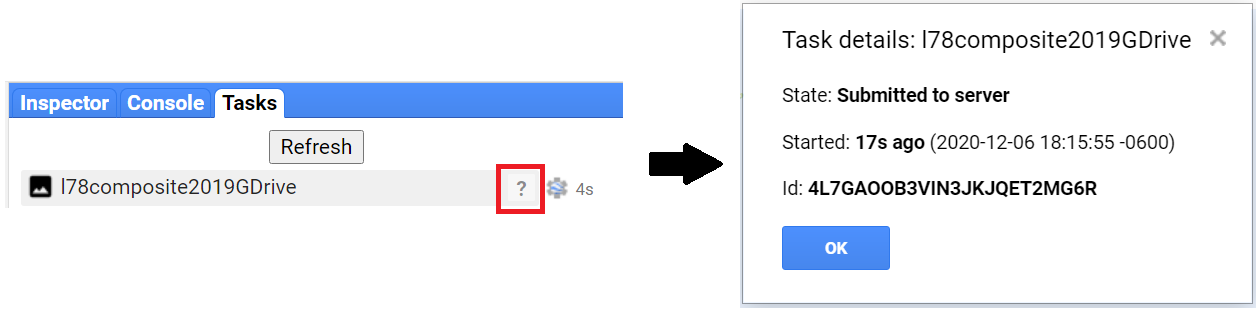 Inspector Console Tasks
Refresh
l78composite2019GDrive ? 4s
Task details: l78composite2019GDrive ×
State: Submitted to server
Started: 17s ago (2020-12-06 18:15:55 -0600)
Id: 4L7GAOOB3VIN3JKJQET2MG6R
OK